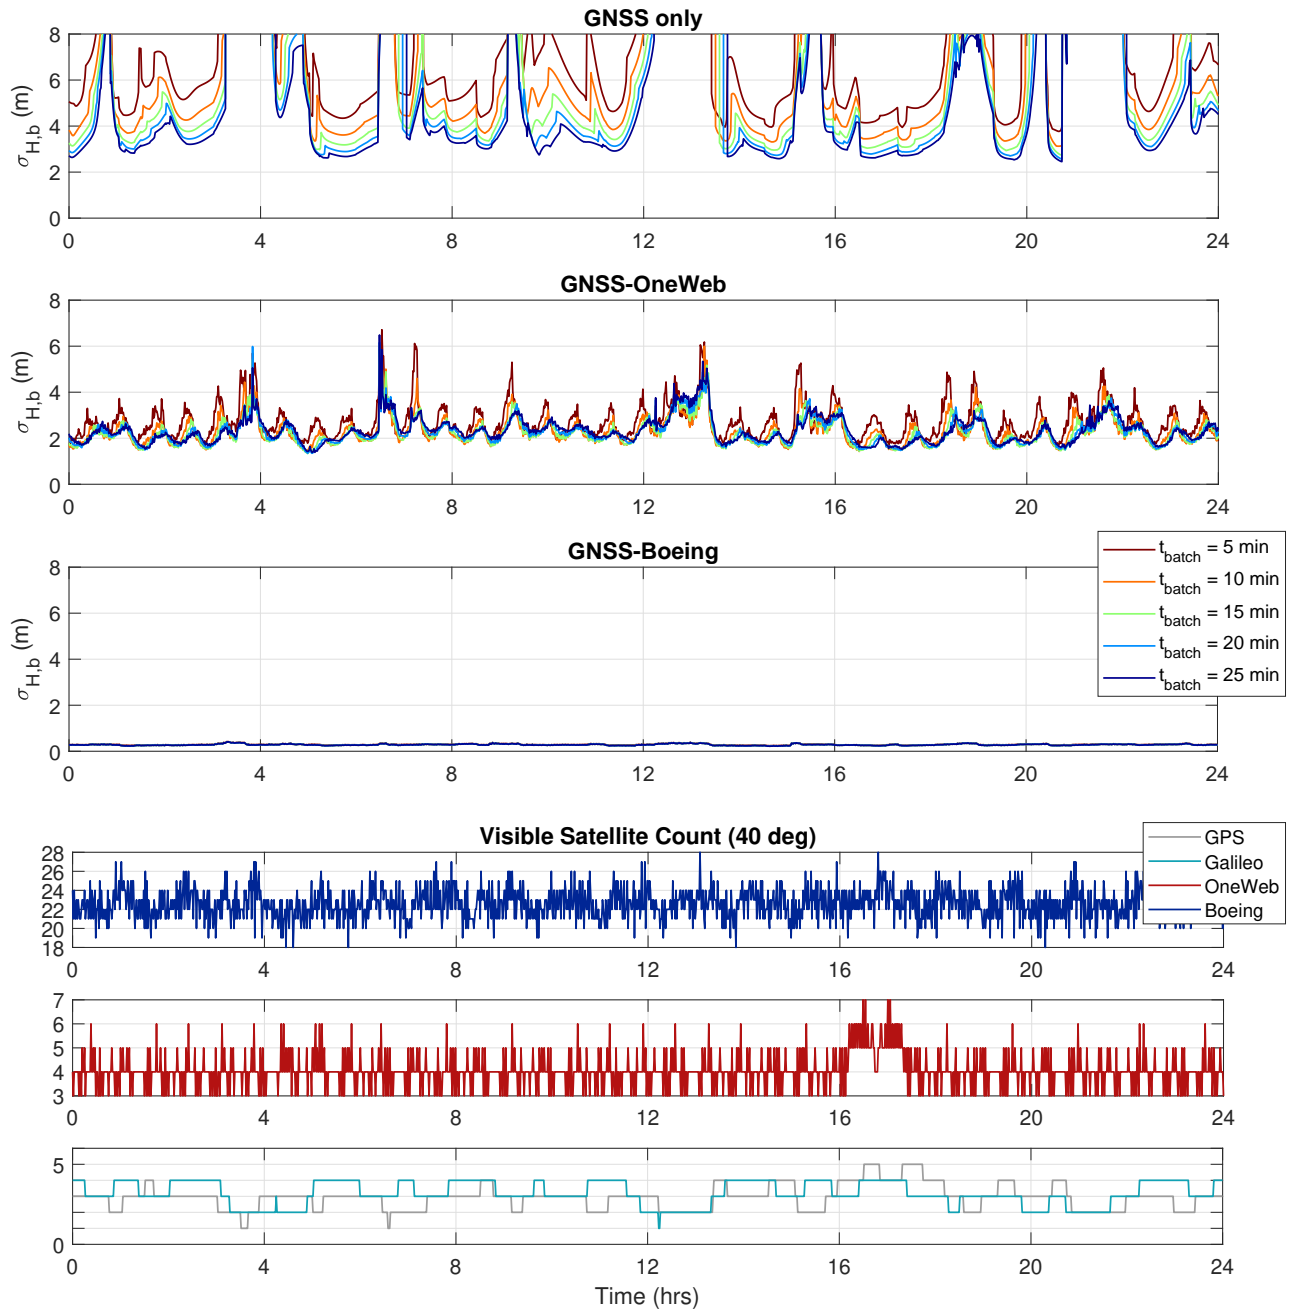 GNSS only
8
6
4
2
0
σH,b (m)
0 4 8 12 16 20 24
GNSS-OneWeb
8
6
4
2
0
σH,b (m)
0 4 8 12 16 20 24
GNSS-Boeing
8
6
4
2
0
σH,b (m)
0 4 8 12 16 20 24
tbatch = 5 min
tbatch = 10 min
tbatch = 15 min
tbatch = 20 min
tbatch = 25 min
Visible Satellite Count (40 deg)
28
26
24
22
20
18
0 4 8 12 16 20 24
GPS
Galileo
OneWeb
Boeing
7
6
5
4
3
0 4 8 12 16 20 24
5
0
0 4 8 12 16 20 24
Time (hrs)